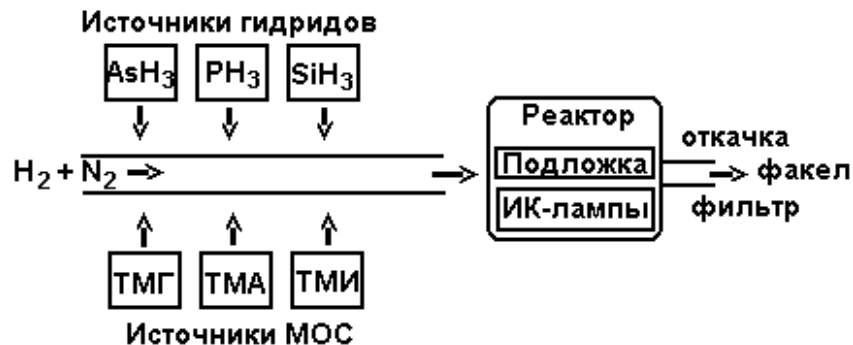 Источники гидридов
AsH₃ PH₃ SiH₃
H₂ + N₂
Реактор
Подложка
ИК-лампы
откачка
факел
фильтр
ТМГ ТМА ТМИ
Источники МОС